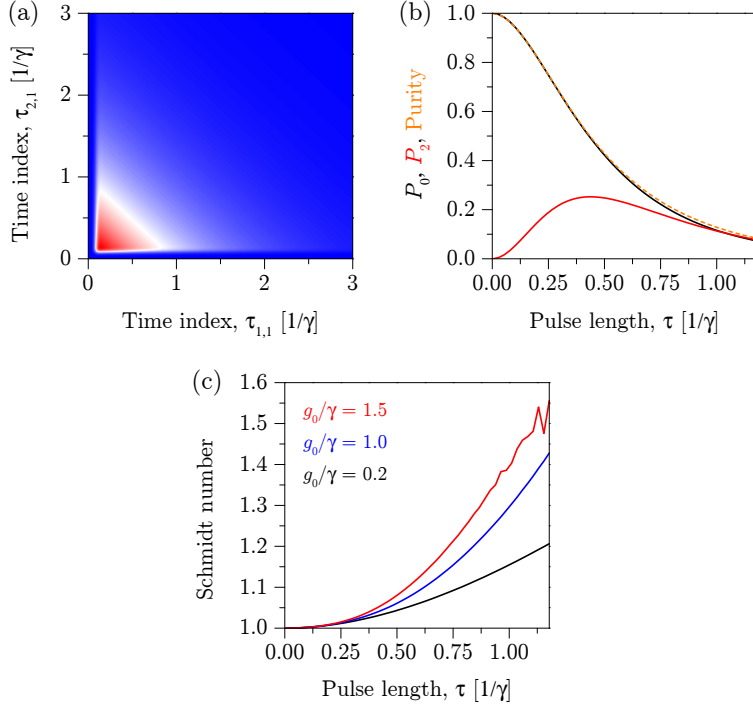 (a)
Time index, τ2,1 [1/γ]
3
2
1
0
0 1 2 3
Time index, τ1,1 [1/γ]
(b)
P0, P2, Purity
1.0
0.8
0.6
0.4
0.2
0.0
0.00 0.25 0.50 0.75 1.00
Pulse length, τ [1/γ]
(c)
Schmidt number
1.6
1.5
1.4
1.3
1.2
1.1
1.0
g0/γ = 1.5
g0/γ = 1.0
g0/γ = 0.2
0.00 0.25 0.50 0.75 1.00
Pulse length, τ [1/γ]